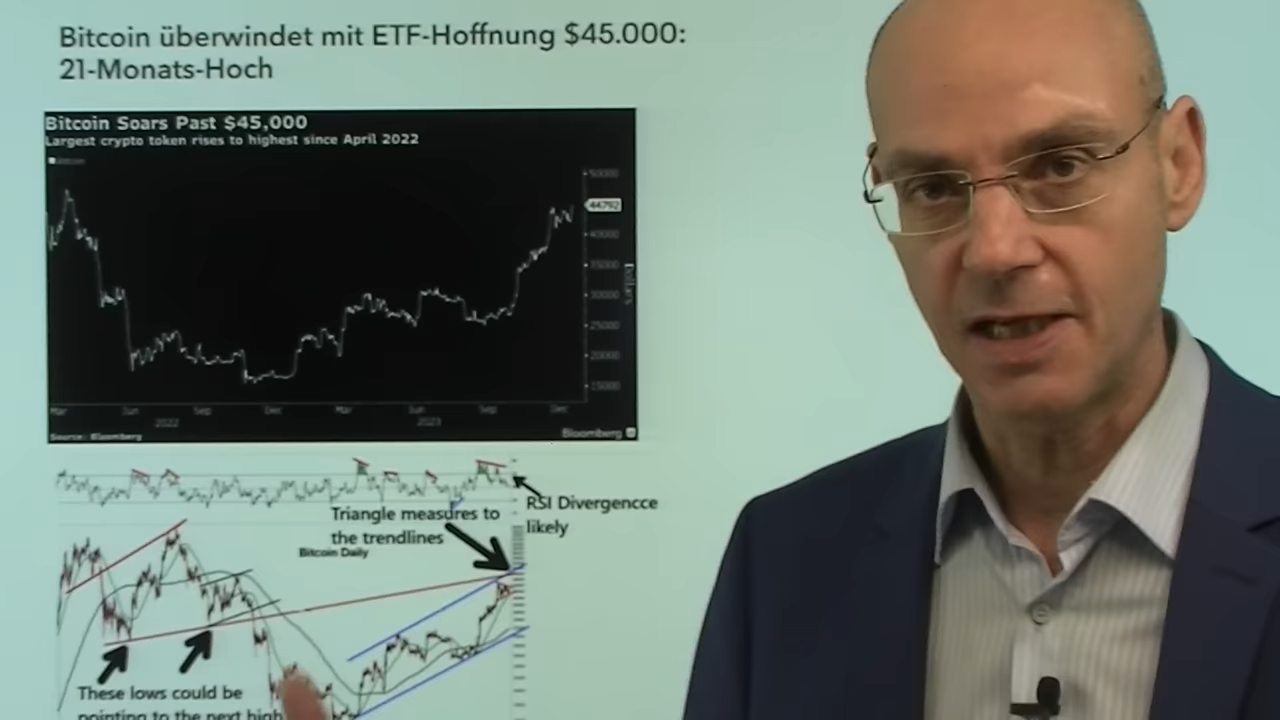 Bitcoin überwindet mit ETF-Hoffnung $45.000:
21-Monats-Hoch
Bitcoin Soars Past $45,000
Largest crypto token rises to highest since April 2022
Bitcoin
50000
44792
40000
35000
30000
25000
20000
15000
Dollars
Mar Jun Sep Dec Mar Jun Sep Dec
2022 2023
Source: Bloomberg
Bloomberg
RSI Divergencce
likely
Triangle measures to
the trendlines
Bitcoin Daily
These lows could be
pointing to the next high